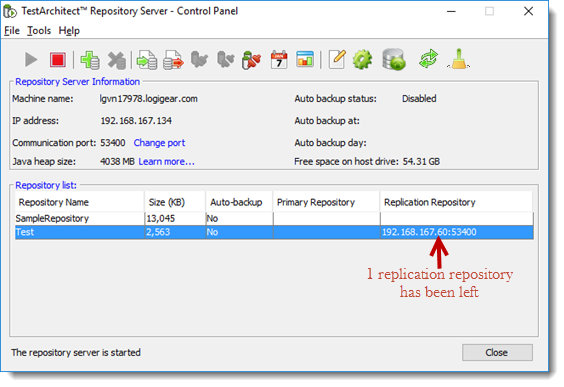 TestArchitect™ Repository Server - Control Panel
File Tools Help
Repository Server Information
Machine name: lgvn17978.logigear.com Auto backup status: Disabled
IP address: 192.168.167.134 Auto backup at:
Communication port: 53400 Change port Auto backup day:
Java heap size: 4038 MB Learn more... Free space on host drive: 54.31 GB
Repository list:
Repository Name Size (KB) Auto-backup Primary Repository Replication Repository
SampleRepository 13,045 No
Test 2,563 No 192.168.167.60:53400
1 replication repository
has been left
The repository server is started Close